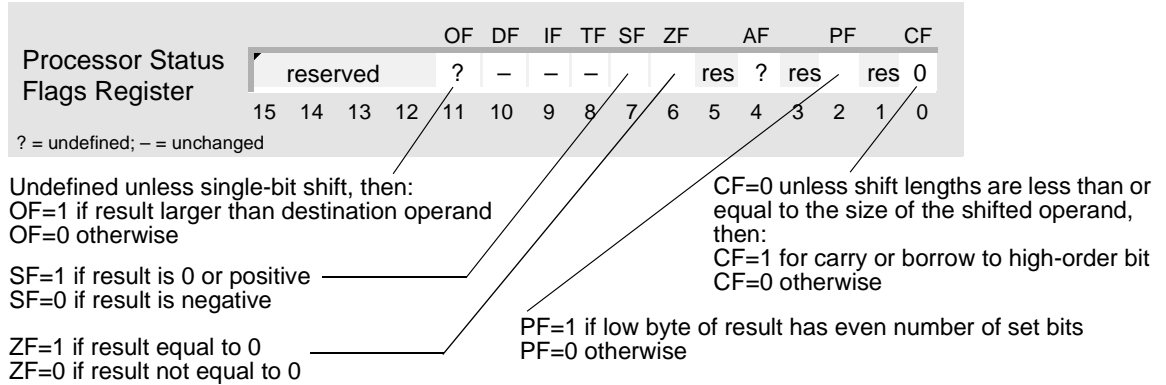 OF DF IF TF SF ZF AF PF CF
Processor Status
Flags Register
reserved ? – – – res ? res res 0
15 14 13 12 11 10 9 8 7 6 5 4 3 2 1 0
? = undefined; – = unchanged
Undefined unless single-bit shift, then:
OF=1 if result larger than destination operand
OF=0 otherwise
SF=1 if result is 0 or positive
SF=0 if result is negative
ZF=1 if result equal to 0
ZF=0 if result not equal to 0
CF=0 unless shift lengths are less than or
equal to the size of the shifted operand,
then:
CF=1 for carry or borrow to high-order bit
CF=0 otherwise
PF=1 if low byte of result has even number of set bits
PF=0 otherwise